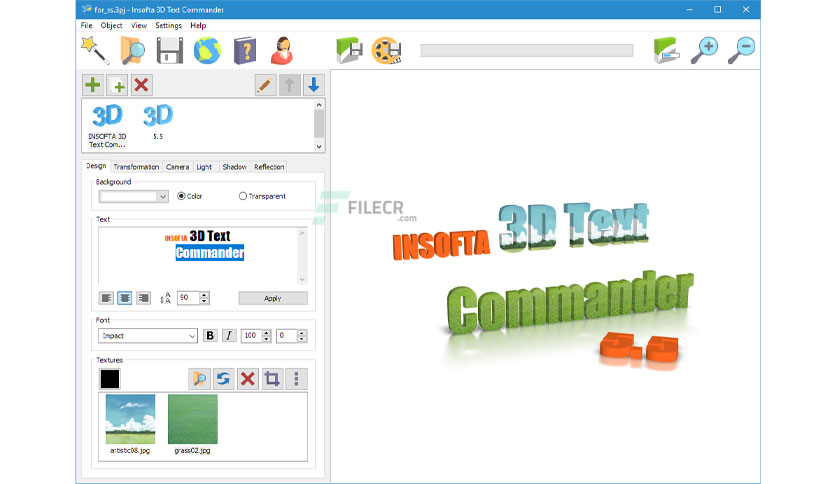 for_ss.3pj - Insofta 3D Text Commander
File Object View Settings Help
3D 3D
INSOFTA 3D Text Com... 5.5
Design Transformation Camera Light Shadow Reflection
Background
Color Transparent
FILECR
.com
Text
INSOFTA 3D Text
Commander
90 Apply
Font
Impact B I 100 0
Textures
artistic08.jpg grass02.jpg
INSOFTA 3D Text
Commander
5.5